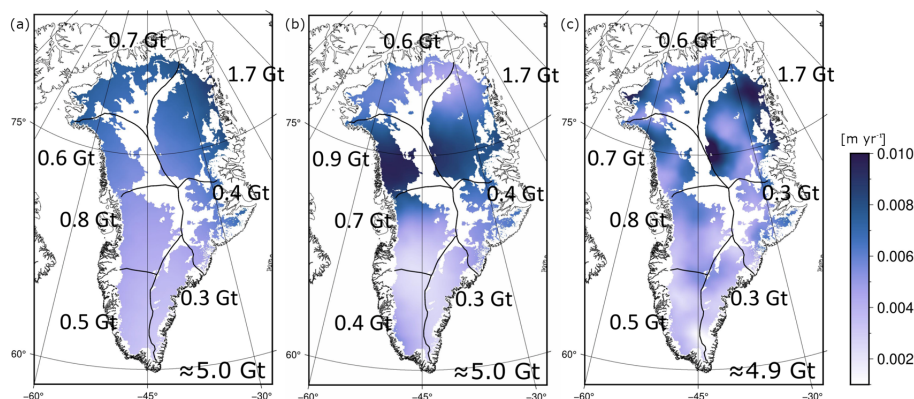 (a)
0.7 Gt
1.7 Gt
75°
0.6 Gt
0.4 Gt
0.8 Gt
0.3 Gt
0.5 Gt
60°
≈5.0 Gt
−60° −45° −30°
(b)
0.6 Gt
1.7 Gt
75°
0.9 Gt
0.4 Gt
0.7 Gt
0.3 Gt
0.4 Gt
60°
≈5.0 Gt
−60° −45° −30°
(c)
0.6 Gt
1.7 Gt
75°
0.7 Gt
0.3 Gt
0.8 Gt
0.3 Gt
0.5 Gt
60°
≈4.9 Gt
−60° −45° −30°
[m yr⁻¹]
0.010
0.008
0.006
0.004
0.002